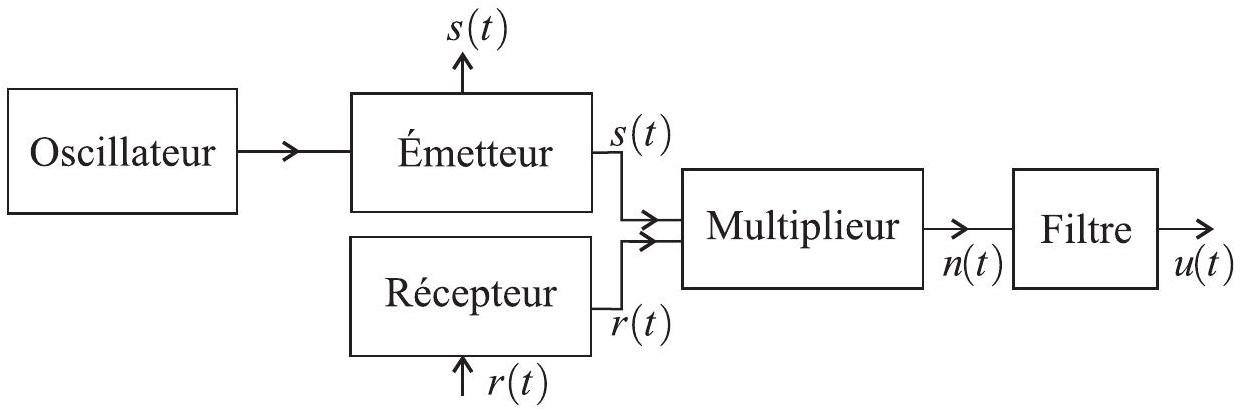 s(t)
Oscillateur
Émetteur
s(t)
Multiplieur
Filtre
n(t)
u(t)
Récepteur
r(t)
r(t)